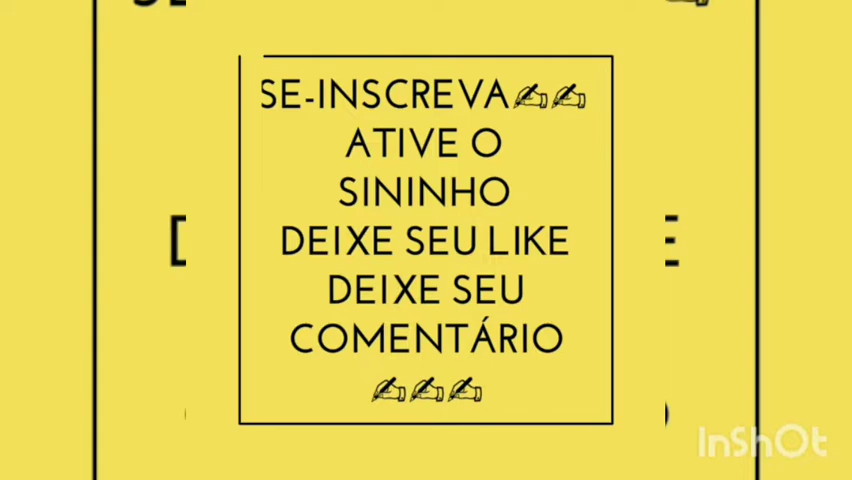 SE-INSCREVA✍✍
ATIVE O
SININHO
DEIXE SEU LIKE
DEIXE SEU
COMENTÁRIO
✍✍✍
InShOt